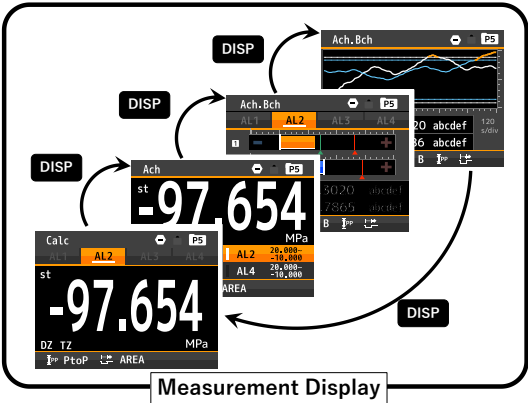 DISP
Ach.Bch P5
20 abcdef
120
s/div
36 abcdef
B PP
DISP
Ach.Bch P5
AL1 AL2 AL3 AL4
1
3020 abcdef
7865 abcdef
B PP
DISP
Ach P5
st
-97.654
MPa
AL2 20.000~
-10.000
AL4 20.000~
-10.000
AREA
Calc P5
AL1 AL2 AL3 AL4
st
-97.654
DZ TZ MPa
PP PtoP AREA
DISP
Measurement Display